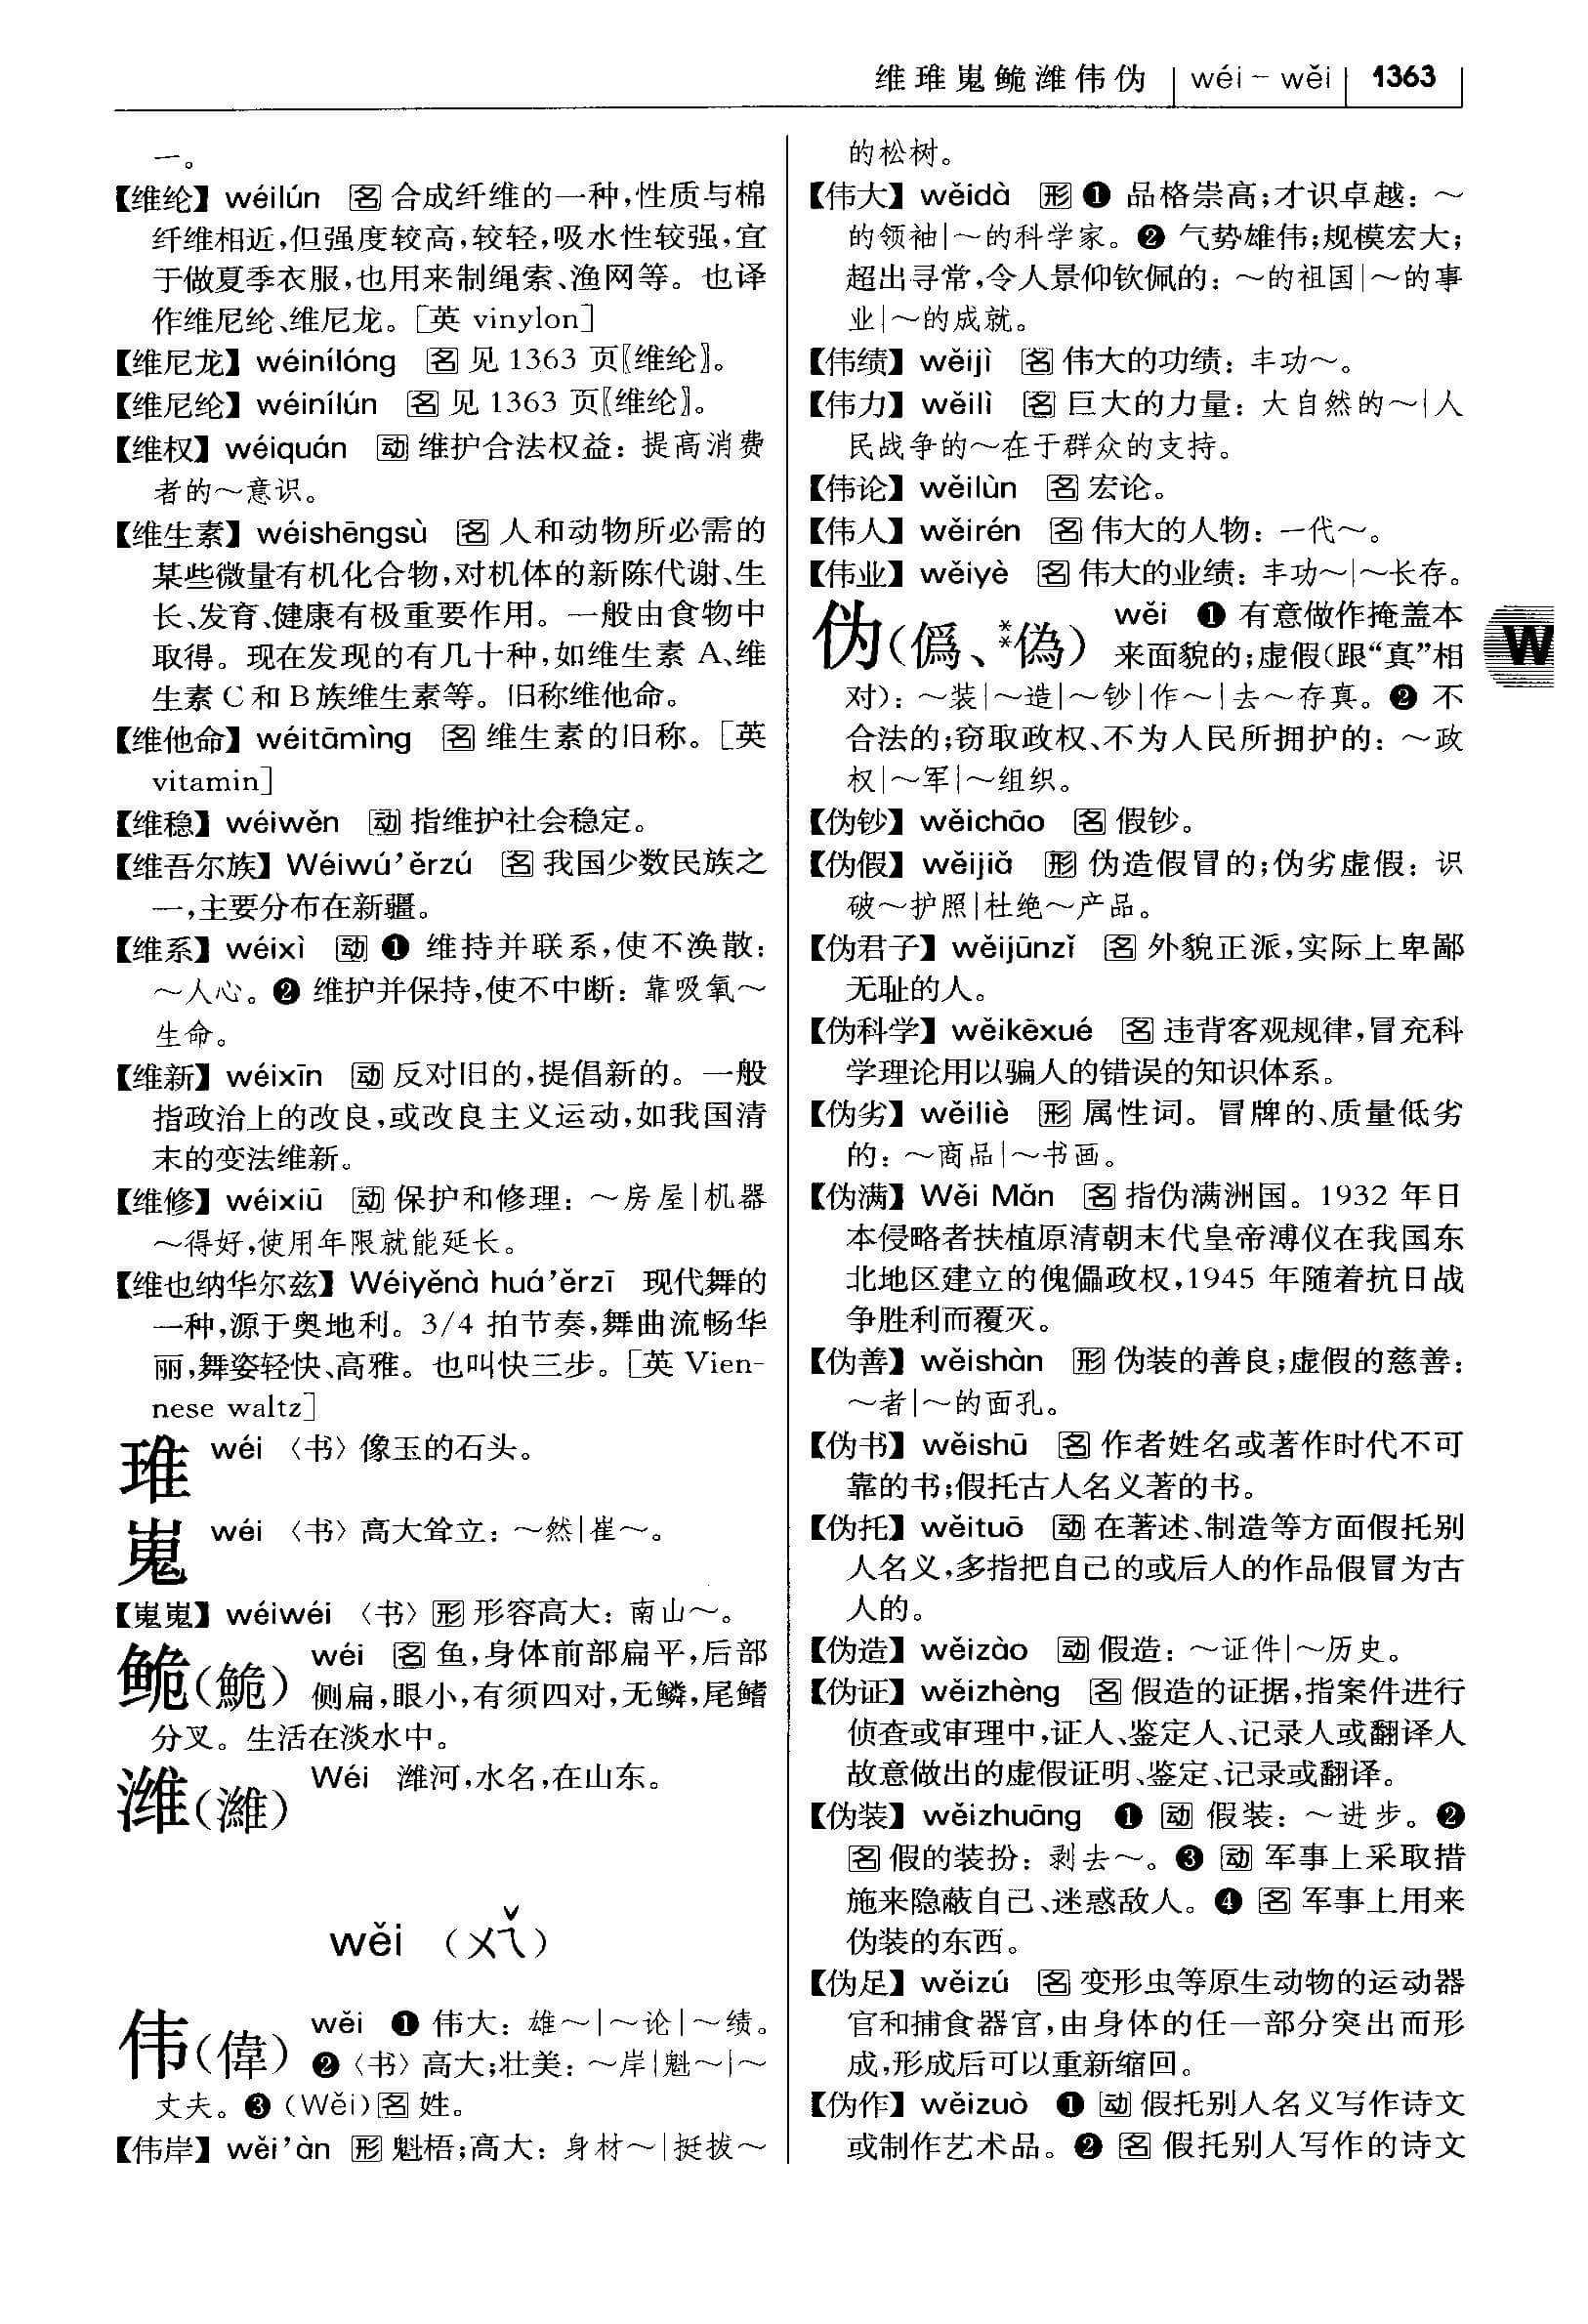 维琟嵬鮠潍伟伪 wéi－wěi 1363
一。
【维纶】wéilún 名 合成纤维的一种，性质与棉
纤维相近，但强度较高，较轻，吸水性较强，宜
于做夏季衣服，也用来制绳索、渔网等。也译
作维尼纶、维尼龙。［英 vinylon］
【维尼龙】wéinílóng 名 见 1363 页〖维纶〗。
【维尼纶】wéinílún 名 见 1363 页〖维纶〗。
【维权】wéiquán 动 维护合法权益：提高消费
者的～意识。
【维生素】wéishēngsù 名 人和动物所必需的
某些微量有机化合物，对机体的新陈代谢、生
长、发育、健康有极重要作用。一般由食物中
取得。现在发现的有几十种，如维生素 A、维
生素 C 和 B 族维生素等。旧称维他命。
【维他命】wéitāmìng 名 维生素的旧称。［英
vitamin］
【维稳】wéiwěn 动 指维护社会稳定。
【维吾尔族】Wéiwú’ěrzú 名 我国少数民族之
一，主要分布在新疆。
【维系】wéixì 动 ❶ 维持并联系，使不涣散：
～人心。❷ 维护并保持，使不中断：靠吸氧～
生命。
【维新】wéixīn 动 反对旧的，提倡新的。一般
指政治上的改良，或改良主义运动，如我国清
末的变法维新。
【维修】wéixiū 动 保护和修理：～房屋|机器
～得好，使用年限就能延长。
【维也纳华尔兹】Wéiyěnà huá’ěrzī 现代舞的
一种，源于奥地利。3/4 拍节奏，舞曲流畅华
丽，舞姿轻快、高雅。也叫快三步。［英 Vien-
nese waltz］
琟 wéi 〈书〉像玉的石头。
嵬 wéi 〈书〉高大耸立：～然|崔～。
【嵬嵬】wéiwéi 〈书〉形 形容高大：南山～。
鮠（鮠） wéi 名 鱼，身体前部扁平，后部
侧扁，眼小，有须四对，无鳞，尾鳍
分叉。生活在淡水中。
潍（濰） Wéi 潍河，水名，在山东。
wěi （ㄨㄟˇ）
伟（偉） wěi ❶ 伟大：雄～|～论|～绩。
❷〈书〉高大；壮美：～岸|魁～|～
丈夫。❸（Wěi）名 姓。
【伟岸】wěi’àn 形 魁梧；高大：身材～|挺拔～
的松树。
【伟大】wěidà 形 ❶ 品格崇高；才识卓越：～
的领袖|～的科学家。❷ 气势雄伟；规模宏大；
超出寻常，令人景仰钦佩的：～的祖国|～的事
业|～的成就。
【伟绩】wěijì 名 伟大的功绩：丰功～。
【伟力】wěilì 名 巨大的力量：大自然的～|人
民战争的～在于群众的支持。
【伟论】wěilùn 名 宏论。
【伟人】wěirén 名 伟大的人物：一代～。
【伟业】wěiyè 名 伟大的业绩：丰功～|～长存。
伪（僞、**偽） wěi ❶ 有意做作掩盖本
来面貌的；虚假（跟“真”相
对）：～装|～造|～钞|作～|去～存真。❷ 不
合法的；窃取政权、不为人民所拥护的：～政
权|～军|～组织。
W
【伪钞】wěichāo 名 假钞。
【伪假】wěijiǎ 形 伪造假冒的；伪劣虚假：识
破～护照|杜绝～产品。
【伪君子】wěijūnzǐ 名 外貌正派，实际上卑鄙
无耻的人。
【伪科学】wěikēxué 名 违背客观规律，冒充科
学理论用以骗人的错误的知识体系。
【伪劣】wěiliè 形 属性词。冒牌的、质量低劣
的：～商品|～书画。
【伪满】Wěi Mǎn 名 指伪满洲国。1932 年日
本侵略者扶植原清朝末代皇帝溥仪在我国东
北地区建立的傀儡政权，1945 年随着抗日战
争胜利而覆灭。
【伪善】wěishàn 形 伪装的善良；虚假的慈善：
～者|～的面孔。
【伪书】wěishū 名 作者姓名或著作时代不可
靠的书；假托古人名义著的书。
【伪托】wěituō 动 在著述、制造等方面假托别
人名义，多指把自己的或后人的作品假冒为古
人的。
【伪造】wěizào 动 假造：～证件|～历史。
【伪证】wěizhèng 名 假造的证据，指案件进行
侦查或审理中，证人、鉴定人、记录人或翻译人
故意做出的虚假证明、鉴定、记录或翻译。
【伪装】wěizhuāng ❶ 动 假装：～进步。❷
名 假的装扮：剥去～。❸ 动 军事上采取措
施来隐蔽自己、迷惑敌人。❹ 名 军事上用来
伪装的东西。
【伪足】wěizú 名 变形虫等原生动物的运动器
官和捕食器官，由身体的任一部分突出而形
成，形成后可以重新缩回。
【伪作】wěizuò ❶ 动 假托别人名义写作诗文
或制作艺术品。❷ 名 假托别人写作的诗文